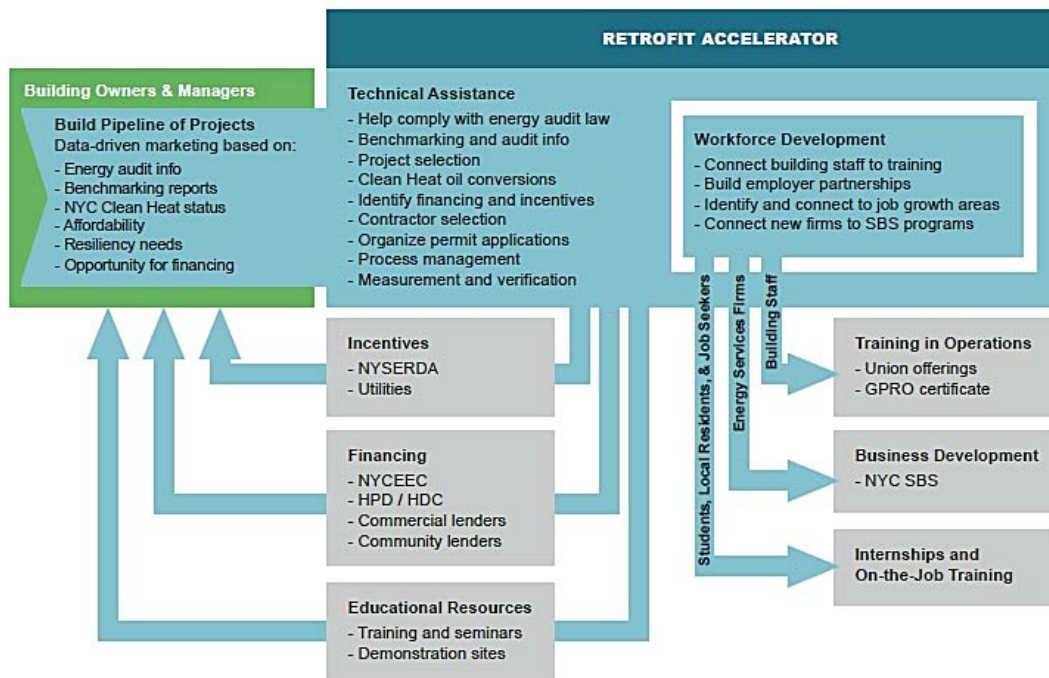 RETROFIT ACCELERATOR
Building Owners & Managers
Build Pipeline of Projects
Data-driven marketing based on:
- Energy audit info
- Benchmarking reports
- NYC Clean Heat status
- Affordability
- Resiliency needs
- Opportunity for financing
Technical Assistance
- Help comply with energy audit law
- Benchmarking and audit info
- Project selection
- Clean Heat oil conversions
- Identify financing and incentives
- Contractor selection
- Organize permit applications
- Process management
- Measurement and verification
Workforce Development
- Connect building staff to training
- Build employer partnerships
- Identify and connect to job growth areas
- Connect new firms to SBS programs
Incentives
- NYSERDA
- Utilities
Financing
- NYCEEC
- HPD / HDC
- Commercial lenders
- Community lenders
Educational Resources
- Training and seminars
- Demonstration sites
Students, Local Residents, & Job Seekers
Energy Services Firms
Building Staff
Training in Operations
- Union offerings
- GPRO certificate
Business Development
- NYC SBS
Internships and
On-the-Job Training